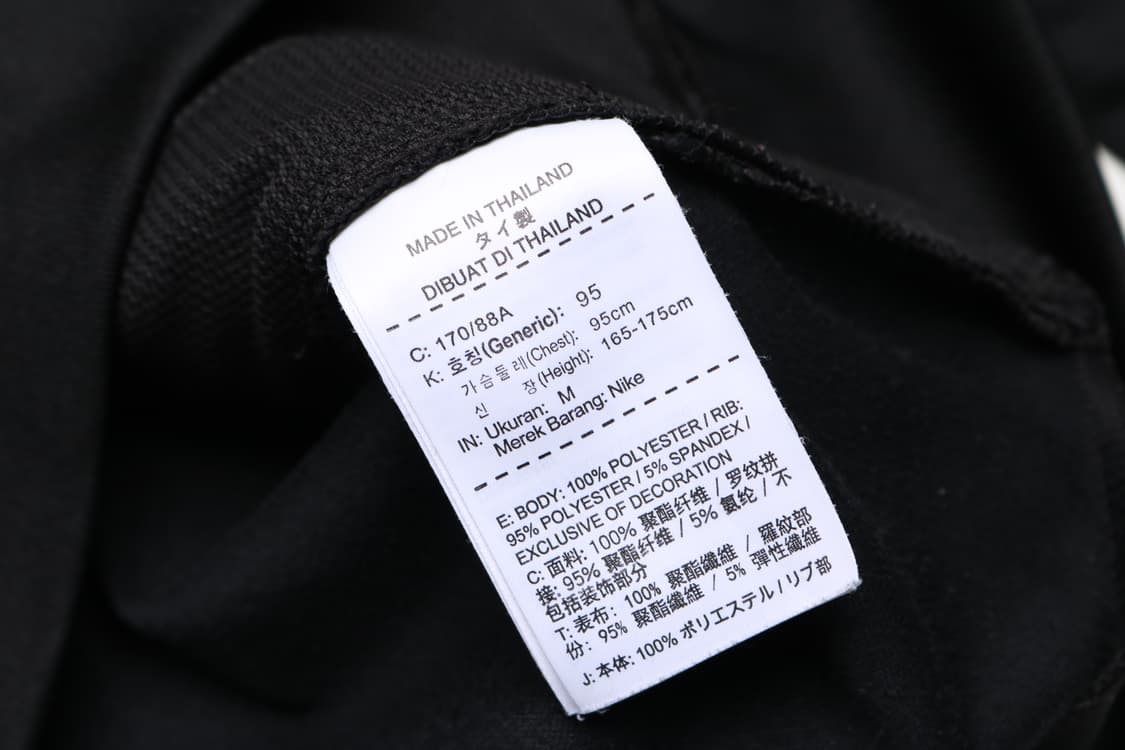 MADE IN THAILAND
タイ製
DIBUAT DI THAILAND
C: 170/88A
K: 호칭(Generic): 95
가슴둘레(Chest): 95cm
신 장(Height): 165-175cm
IN: Ukuran: M
Merek Barang: Nike
E: BODY: 100% POLYESTER / RIB:
95% POLYESTER / 5% SPANDEX /
EXCLUSIVE OF DECORATION
C: 面料: 100% 聚酯纤维 / 罗纹拼
接: 95% 聚酯纤维 / 5% 氨纶 / 不
包括装饰部分
T: 表布: 100% 聚酯纖維 / 羅紋部
份: 95% 聚酯纖維 / 5% 彈性纖維
J: 本体: 100% ポリエステル / リブ部